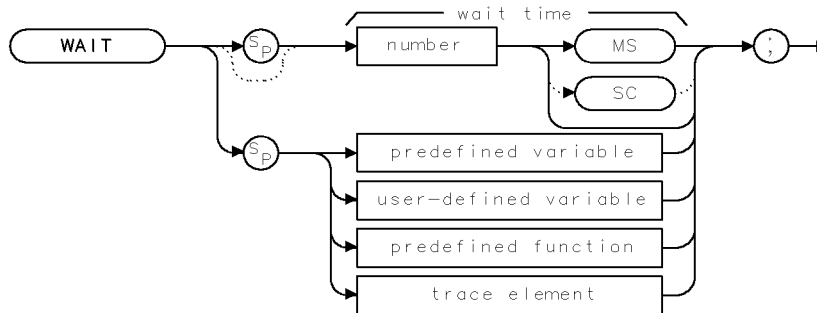 wait time
WAIT
SP
number
MS
;
SC
SP
predefined variable
user-defined variable
predefined function
trace element